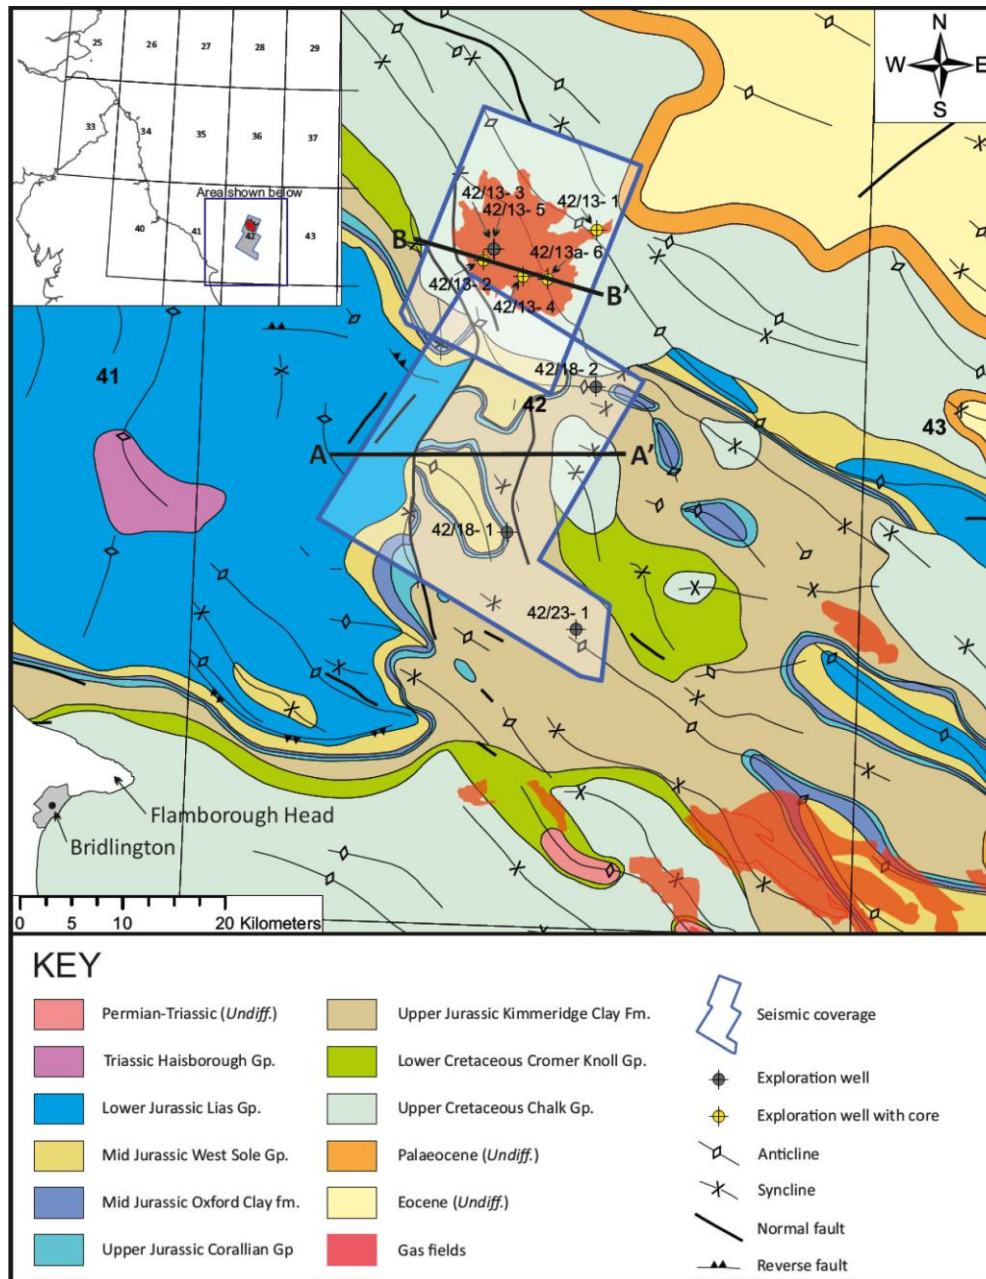 25 26 27 28 29
33 34 35 36 37
Area shown below
40 41 42 43
N
W E
S
42/13- 3
42/13- 5
42/13- 1
B
42/13a- 6
42/13- 2
B'
42/13- 4
42/18- 2
41
42
43
A
A'
42/18- 1
42/23- 1
Flamborough Head
Bridlington
0 5 10 20 Kilometers
KEY
Permian-Triassic (Undiff.)
Triassic Haisborough Gp.
Lower Jurassic Lias Gp.
Mid Jurassic West Sole Gp.
Mid Jurassic Oxford Clay fm.
Upper Jurassic Corallian Gp
Upper Jurassic Kimmeridge Clay Fm.
Lower Cretaceous Cromer Knoll Gp.
Upper Cretaceous Chalk Gp.
Palaeocene (Undiff.)
Eocene (Undiff.)
Gas fields
Seismic coverage
Exploration well
Exploration well with core
Anticline
Syncline
Normal fault
Reverse fault